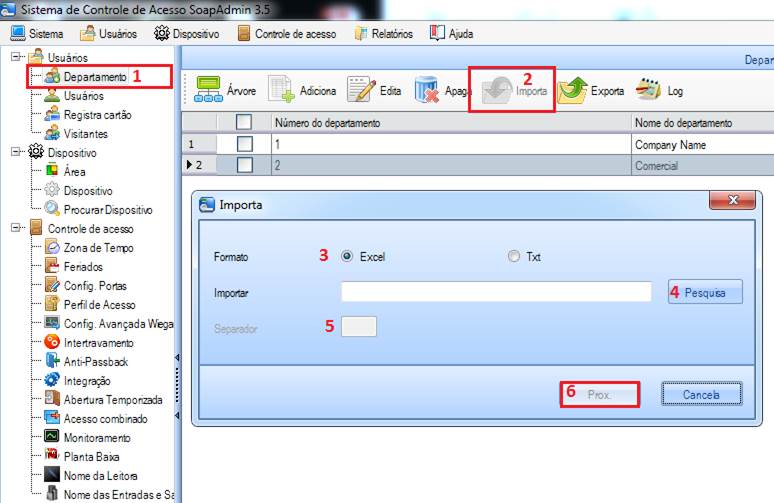 Sistema de Controle de Acesso SoapAdmin 3.5
Sistema Usuários Dispositivo Controle de acesso Relatórios Ajuda
Usuários
Departamento 1
Usuários
Registra cartão
Visitantes
Dispositivo
Área
Dispositivo
Procurar Dispositivo
Controle de acesso
Zona de Tempo
Feriados
Config. Portas
Perfil de Acesso
Config. Avançada Wiega
Intertravamento
Anti-Passback
Integração
Abertura Temporizada
Acesso combinado
Monitoramento
Planta Baixa
Nome da Leitora
Nome das Entradas e Sa
Depar
Árvore Adiciona Edita Apaga 2 Importa Exporta Log
Número do departamento Nome do departamento
1 1 Company Name
2 2 Comercial
Importa
Formato 3 Excel Txt
Importar 4 Pesquisa
Separador 5
6 Prox. Cancela